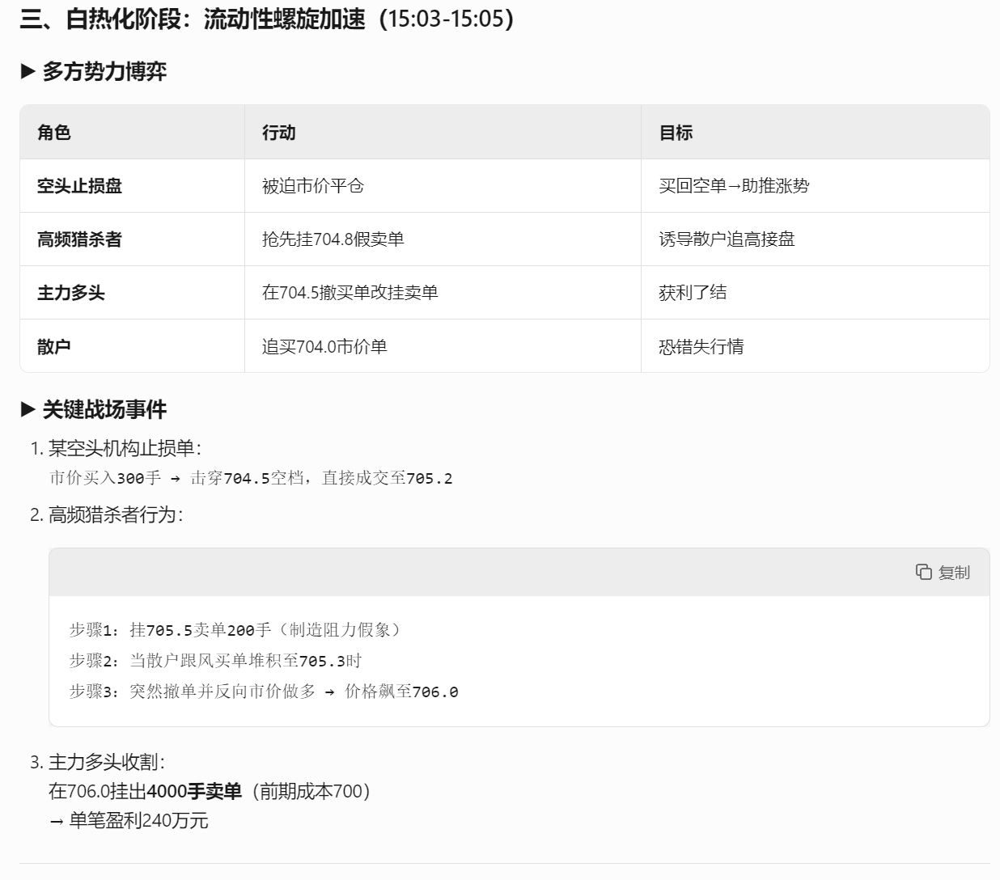 三、白热化阶段：流动性螺旋加速（15:03-15:05）
▶ 多方势力博弈
角色 行动 目标
空头止损盘 被迫市价平仓 买回空单→助推涨势
高频猎杀者 抢先挂704.8假卖单 诱导散户追高接盘
主力多头 在704.5撤买单改挂卖单 获利了结
散户 追买704.0市价单 恐错失行情
▶ 关键战场事件
1. 某空头机构止损单：
市价买入300手 → 击穿704.5空档，直接成交至705.2
2. 高频猎杀者行为：
复制
步骤1：挂705.5卖单200手（制造阻力假象）
步骤2：当散户跟风买单堆积至705.3时
步骤3：突然撤单并反向市价做多 → 价格飙至706.0
3. 主力多头收割：
在706.0挂出4000手卖单（前期成本700）
→ 单笔盈利240万元